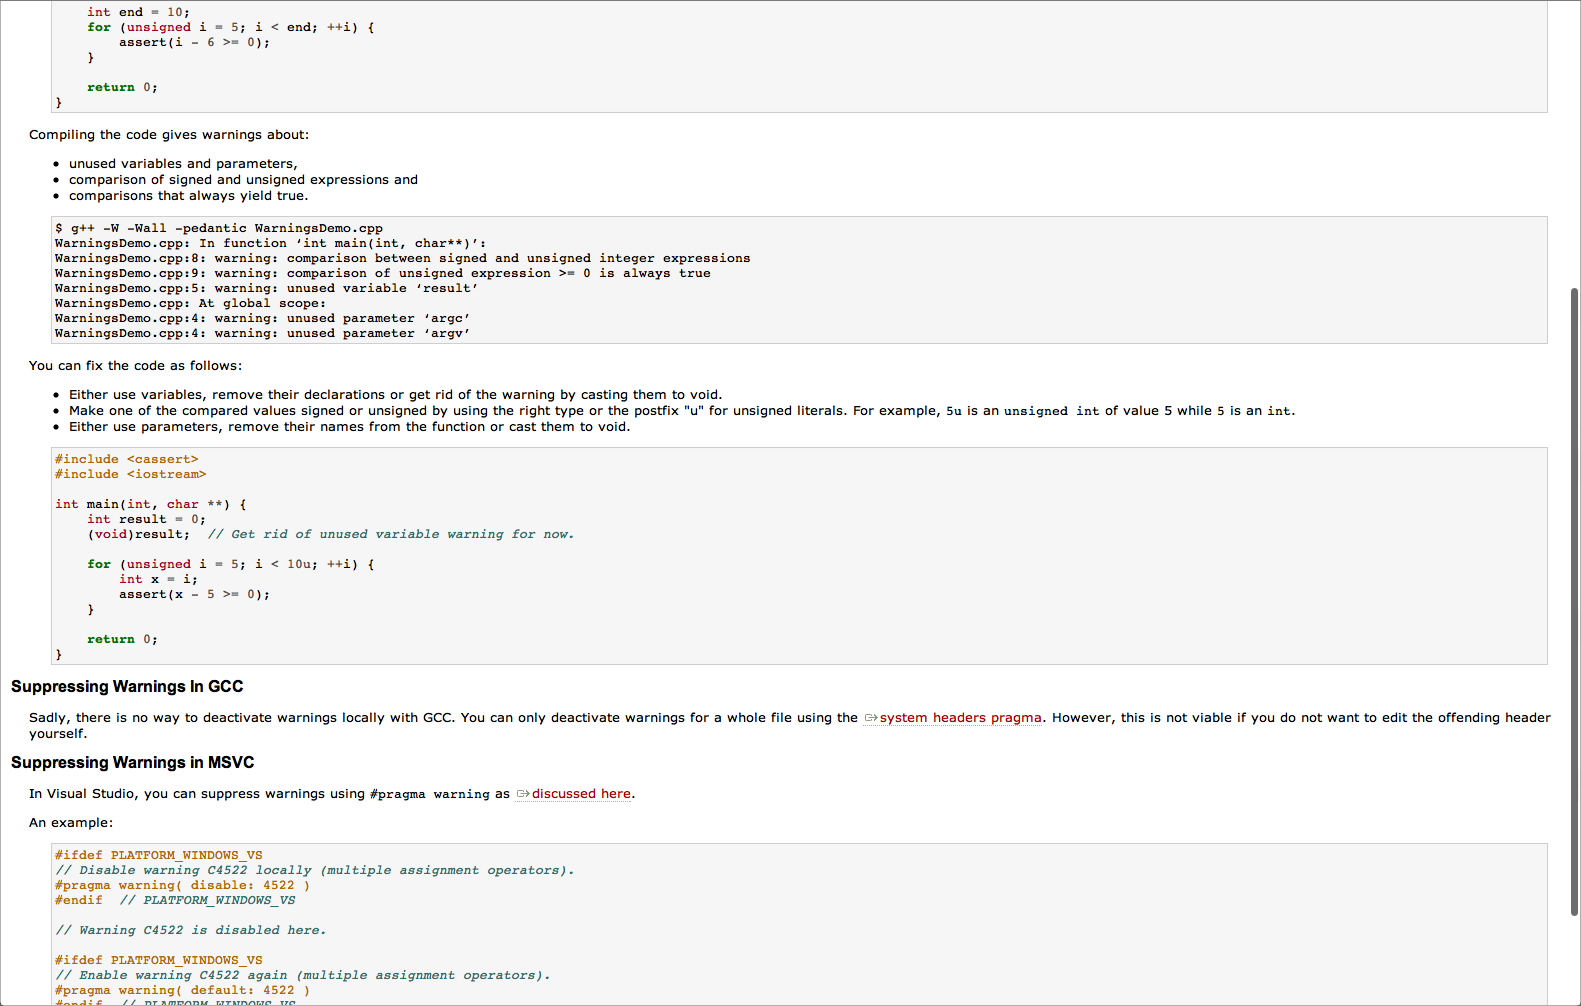 int end = 10;
    for (unsigned i = 5; i < end; ++i) {
        assert(i - 6 >= 0);
    }

    return 0;
}
Compiling the code gives warnings about:
• unused variables and parameters,
• comparison of signed and unsigned expressions and
• comparisons that always yield true.
$ g++ -W -Wall -pedantic WarningsDemo.cpp
WarningsDemo.cpp: In function ‘int main(int, char**)’:
WarningsDemo.cpp:8: warning: comparison between signed and unsigned integer expressions
WarningsDemo.cpp:9: warning: comparison of unsigned expression >= 0 is always true
WarningsDemo.cpp:5: warning: unused variable ‘result’
WarningsDemo.cpp: At global scope:
WarningsDemo.cpp:4: warning: unused parameter ‘argc’
WarningsDemo.cpp:4: warning: unused parameter ‘argv’
You can fix the code as follows:
• Either use variables, remove their declarations or get rid of the warning by casting them to void.
• Make one of the compared values signed or unsigned by using the right type or the postfix "u" for unsigned literals. For example, 5u is an unsigned int of value 5 while 5 is an int.
• Either use parameters, remove their names from the function or cast them to void.
#include <cassert>
#include <iostream>

int main(int, char **) {
    int result = 0;
    (void)result;  // Get rid of unused variable warning for now.

    for (unsigned i = 5; i < 10u; ++i) {
        int x = i;
        assert(x - 5 >= 0);
    }

    return 0;
}
Suppressing Warnings In GCC
Sadly, there is no way to deactivate warnings locally with GCC. You can only deactivate warnings for a whole file using the system headers pragma. However, this is not viable if you do not want to edit the offending header
yourself.
Suppressing Warnings in MSVC
In Visual Studio, you can suppress warnings using #pragma warning as discussed here.
An example:
#ifdef PLATFORM_WINDOWS_VS
// Disable warning C4522 locally (multiple assignment operators).
#pragma warning( disable: 4522 )
#endif  // PLATFORM_WINDOWS_VS

// Warning C4522 is disabled here.

#ifdef PLATFORM_WINDOWS_VS
// Enable warning C4522 again (multiple assignment operators).
#pragma warning( default: 4522 )
#endif  // PLATFORM_WINDOWS_VS